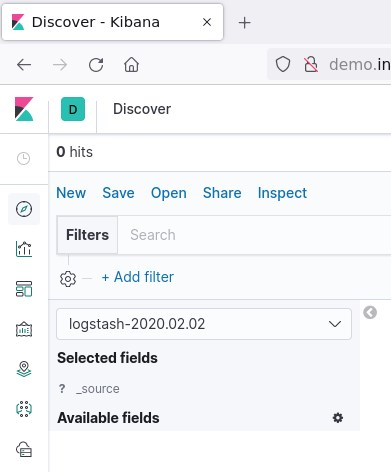 Discover - Kibana
demo.in
D Discover
0 hits
New Save Open Share Inspect
Filters Search
+ Add filter
logstash-2020.02.02
Selected fields
? _source
Available fields